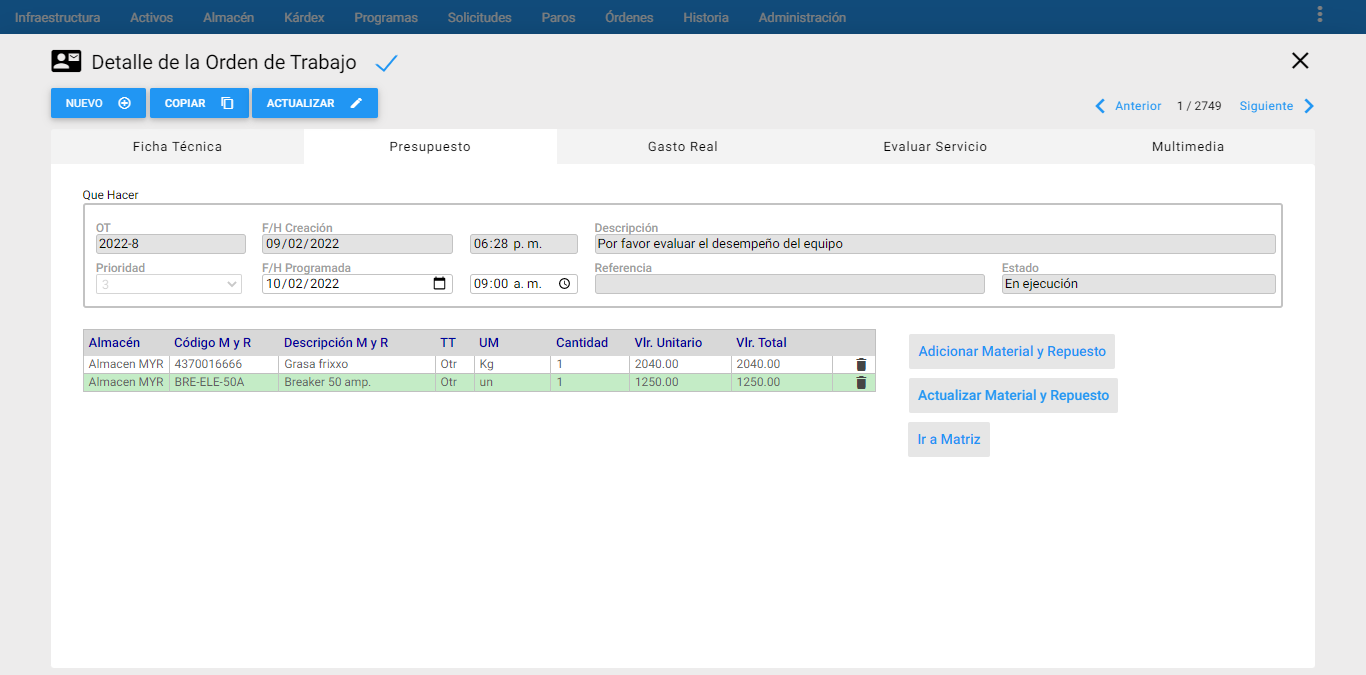 Infraestructura Activos Almacén Kárdex Programas Solicitudes Paros Órdenes Historia Administración
Detalle de la Orden de Trabajo
NUEVO COPIAR ACTUALIZAR
Anterior 1 / 2749 Siguiente
Ficha Técnica Presupuesto Gasto Real Evaluar Servicio Multimedia
Que Hacer
OT F/H Creación Descripción
2022-8 09/02/2022 06:28 p. m. Por favor evaluar el desempeño del equipo
Prioridad F/H Programada Referencia Estado
3 10/02/2022 09:00 a. m. En ejecución
Almacén Código M y R Descripción M y R TT UM Cantidad Vlr. Unitario Vlr. Total
Almacen MYR 4370016666 Grasa frixxo Otr Kg 1 2040.00 2040.00
Almacen MYR BRE-ELE-50A Breaker 50 amp. Otr un 1 1250.00 1250.00
Adicionar Material y Repuesto
Actualizar Material y Repuesto
Ir a Matriz